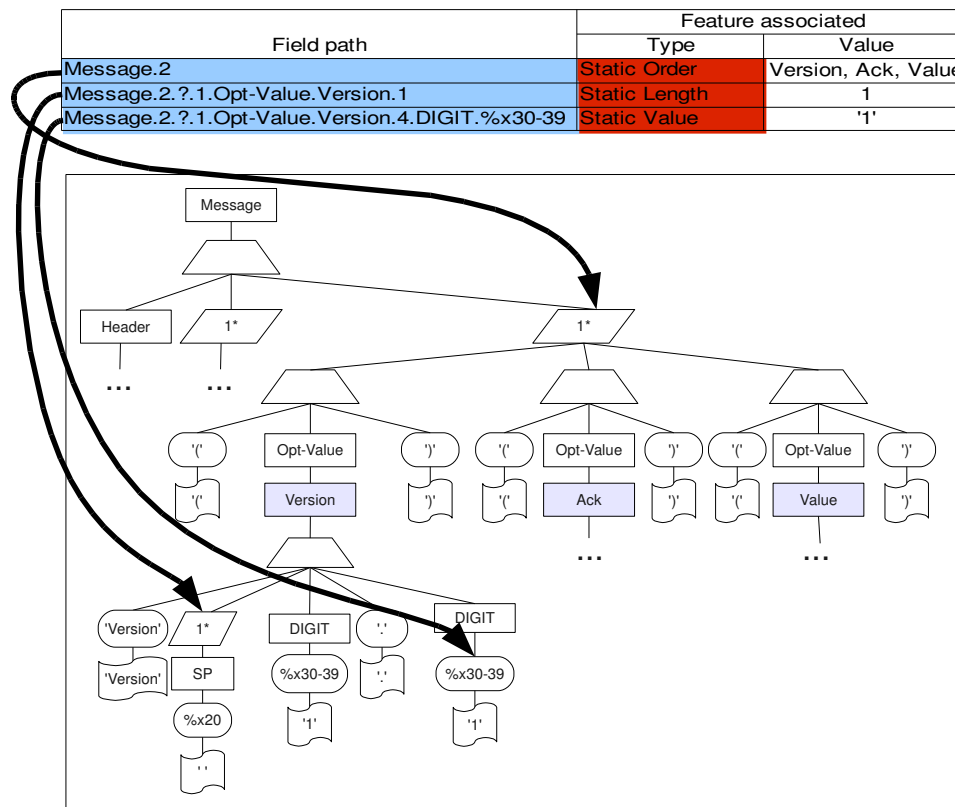 Feature associated
Field path Type Value
Message.2 Static Order Version, Ack, Value
Message.2.?.1.Opt-Value.Version.1 Static Length 1
Message.2.?.1.Opt-Value.Version.4.DIGIT.%x30-39 Static Value '1'
Message
Header 1* 1*
... ...
'(' Opt-Value ')' '(' Opt-Value ')' '(' Opt-Value ')'
'(' Version ')' '(' Ack ')' '(' Value ')'
... ...
'Version' 1* DIGIT '.' DIGIT
'Version' SP %x30-39 '.' %x30-39
%x20 '1' '1'
' '